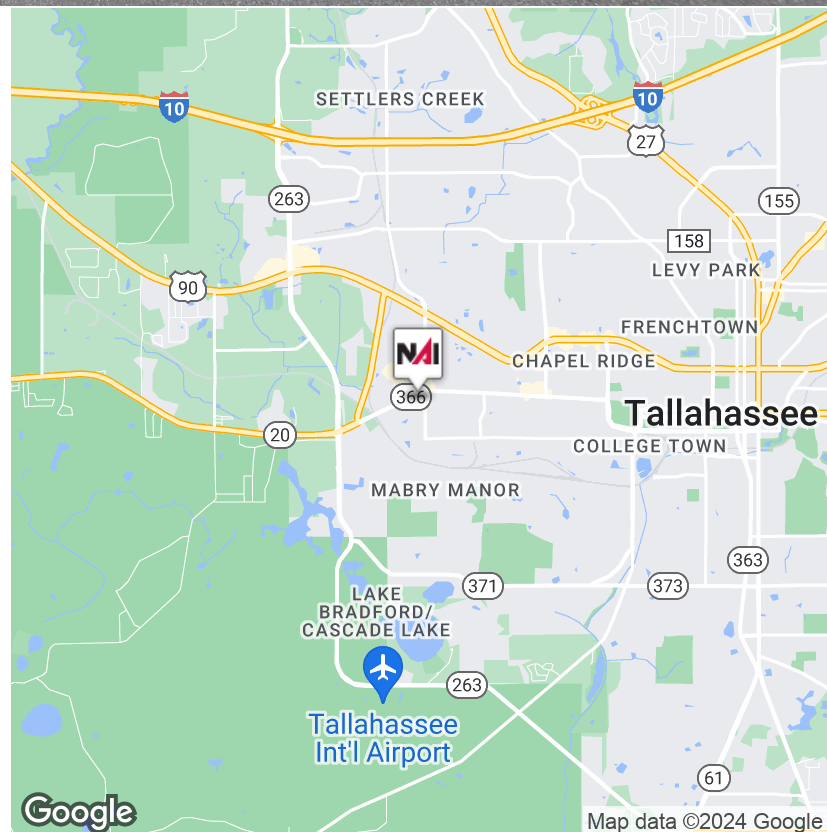 10
SETTLERS CREEK
10
27
263
155
158
LEVY PARK
90
FRENCHTOWN
NAI
CHAPEL RIDGE
366
Tallahassee
20
COLLEGE TOWN
MABRY MANOR
363
371
373
LAKE
BRADFORD/
CASCADE LAKE
263
Tallahassee
Int'l Airport
61
Google
Map data ©2024 Google